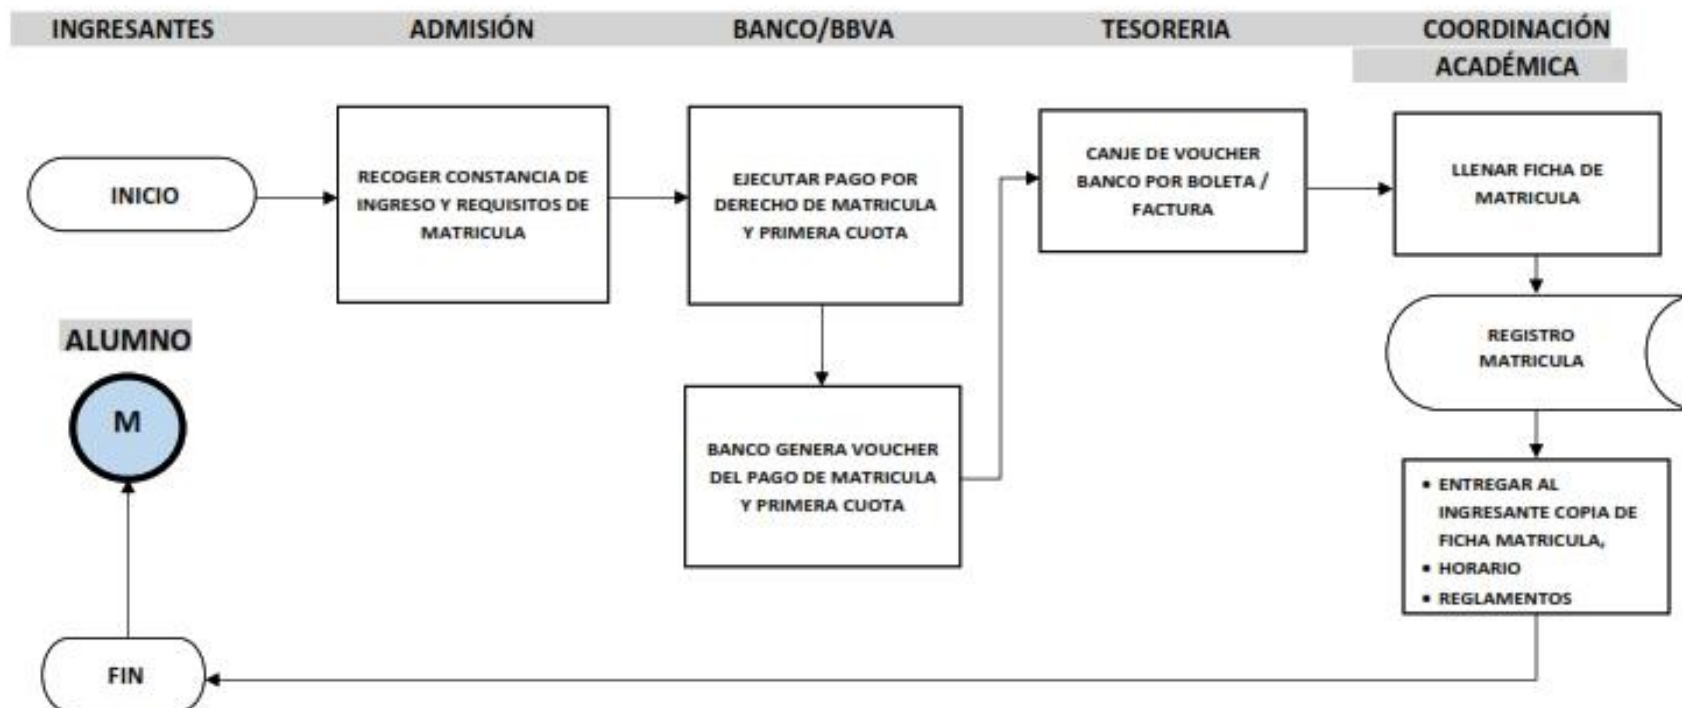 INGRESANTES
ADMISIÓN
BANCO/BBVA
TESORERIA
COORDINACIÓN
ACADÉMICA
INICIO
RECOGER CONSTANCIA DE
INGRESO Y REQUISITOS DE
MATRICULA
EJECUTAR PAGO POR
DERECHO DE MATRICULA
Y PRIMERA CUOTA
BANCO GENERA VOUCHER
DEL PAGO DE MATRICULA
Y PRIMERA CUOTA
CANJE DE VOUCHER
BANCO POR BOLETA /
FACTURA
LLENAR FICHA DE
MATRICULA
REGISTRO
MATRICULA
• ENTREGAR AL
INGRESANTE COPIA DE
FICHA MATRICULA,
• HORARIO
• REGLAMENTOS
FIN
ALUMNO
M